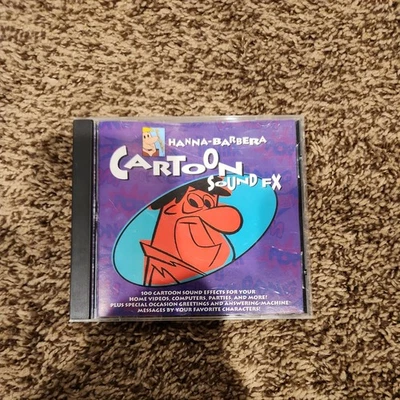 HANNA-BARBERA
CARTOON
SOUND FX
100 CARTOON SOUND EFFECTS FOR YOUR
HOME VIDEOS, COMPUTERS, PARTIES, AND MORE!
PLUS SPECIAL OCCASION GREETINGS AND ANSWERING-MACHINE
MESSAGES BY YOUR FAVORITE CHARACTERS!